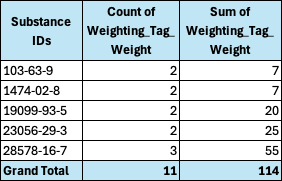 Substance IDs Count of Weighting_Tag_Weight Sum of Weighting_Tag_Weight
103-63-9 2 7
1474-02-8 2 7
19099-93-5 2 20
23056-29-3 2 25
28578-16-7 3 55
Grand Total 11 114